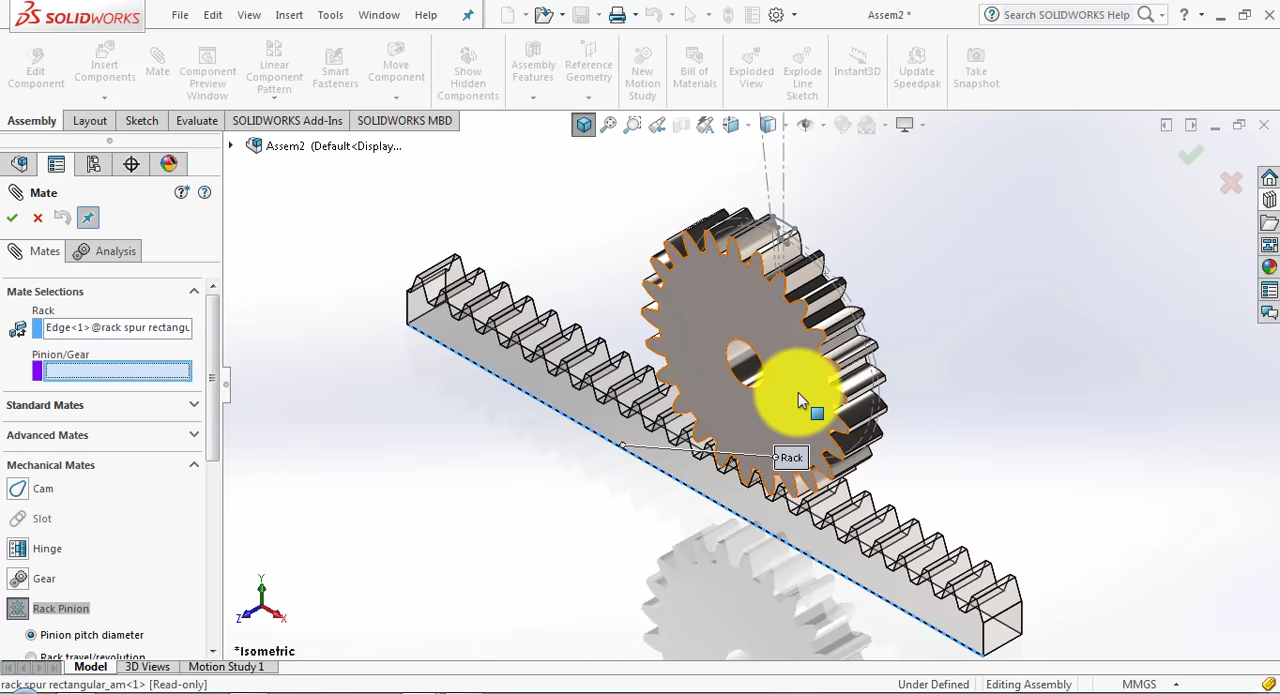 SOLIDWORKS
File Edit View Insert Tools Window Help
Assem2 *
Search SOLIDWORKS Help
Edit Component
Insert Components
Mate
Component Preview Window
Linear Component Pattern
Smart Fasteners
Move Component
Show Hidden Components
Assembly Features
Reference Geometry
New Motion Study
Bill of Materials
Exploded View
Explode Line Sketch
Instant3D
Update Speedpak
Take Snapshot
Assembly Layout Sketch Evaluate SOLIDWORKS Add-Ins SOLIDWORKS MBD
Assem2 (Default<Display...
Mate
Mates Analysis
Mate Selections
Rack
Edge<1>@rack spur rectangu
Pinion/Gear
Standard Mates
Advanced Mates
Mechanical Mates
Cam
Slot
Hinge
Gear
Rack Pinion
Pinion pitch diameter
Rack travel/revolution
Rack
Y
Z
X
*Isometric
Model 3D Views Motion Study 1
rack spur rectangular_am<1> [Read-only]
Under Defined Editing Assembly MMGS